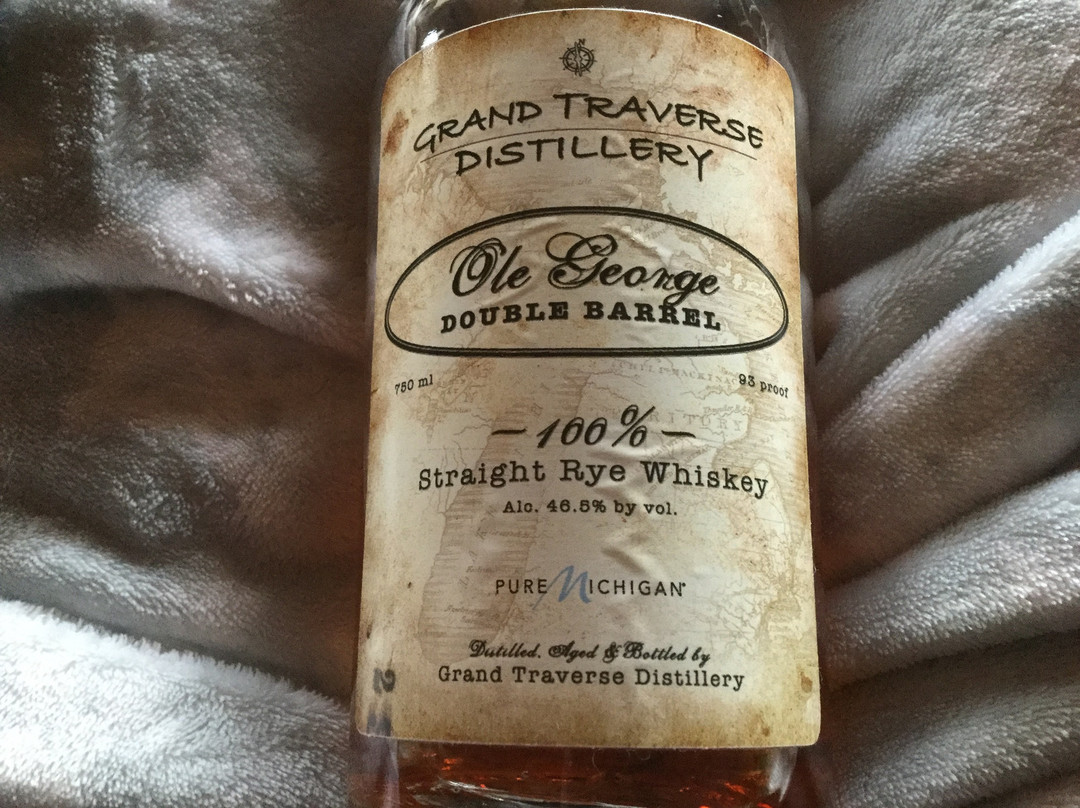 N
GRAND TRAVERSE
DISTILLERY
Ole George
DOUBLE BARREL
750 ml
93 proof
TERRITORY
— 100% —
Straight Rye Whiskey
Alc. 46.5% by vol.
PURE MICHIGAN®
Distilled, Aged & Bottled by
Grand Traverse Distillery